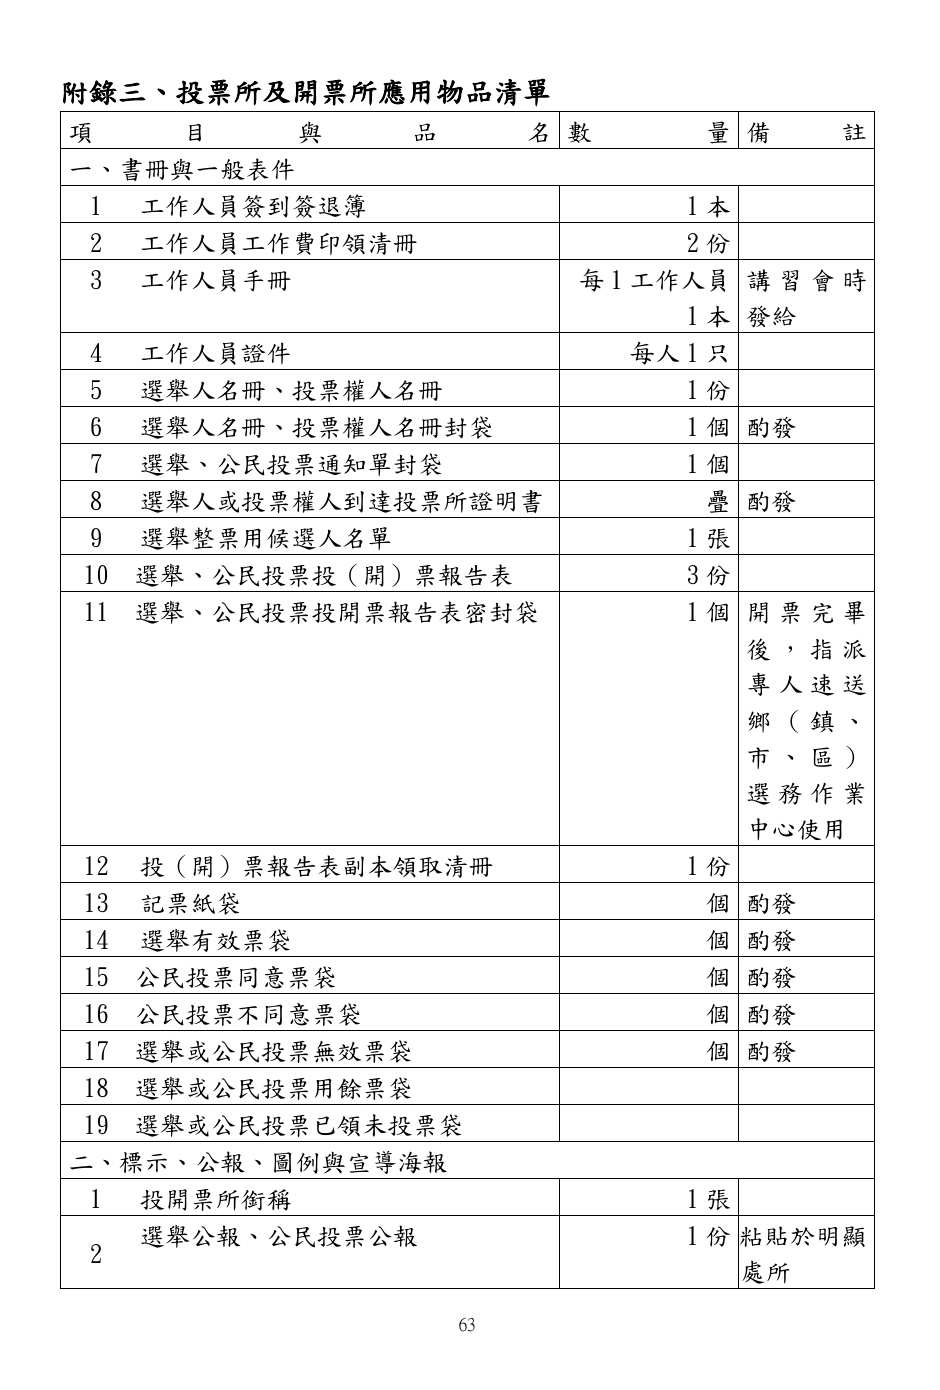 附錄三、投票所及開票所應用物品清單
項目與品名 數量 備註
一、書冊與一般表件
1 工作人員簽到簽退簿 1 本
2 工作人員工作費印領清冊 2 份
3 工作人員手冊 每 1 工作人員 講習會時
1 本 發給
4 工作人員證件 每人 1 只
5 選舉人名冊、投票權人名冊 1 份
6 選舉人名冊、投票權人名冊封袋 1 個 酌發
7 選舉、公民投票通知單封袋 1 個
8 選舉人或投票權人到達投票所證明書 疊 酌發
9 選舉整票用候選人名單 1 張
10 選舉、公民投票投（開）票報告表 3 份
11 選舉、公民投票投開票報告表密封袋 1 個 開票完畢
後，指派
專人速送
鄉（鎮、
市、區）
選務作業
中心使用
12 投（開）票報告表副本領取清冊 1 份
13 記票紙袋 個 酌發
14 選舉有效票袋 個 酌發
15 公民投票同意票袋 個 酌發
16 公民投票不同意票袋 個 酌發
17 選舉或公民投票無效票袋 個 酌發
18 選舉或公民投票用餘票袋
19 選舉或公民投票已領未投票袋
二、標示、公報、圖例與宣導海報
1 投開票所銜稱 1 張
2 選舉公報、公民投票公報 1 份 粘貼於明顯
處所
63